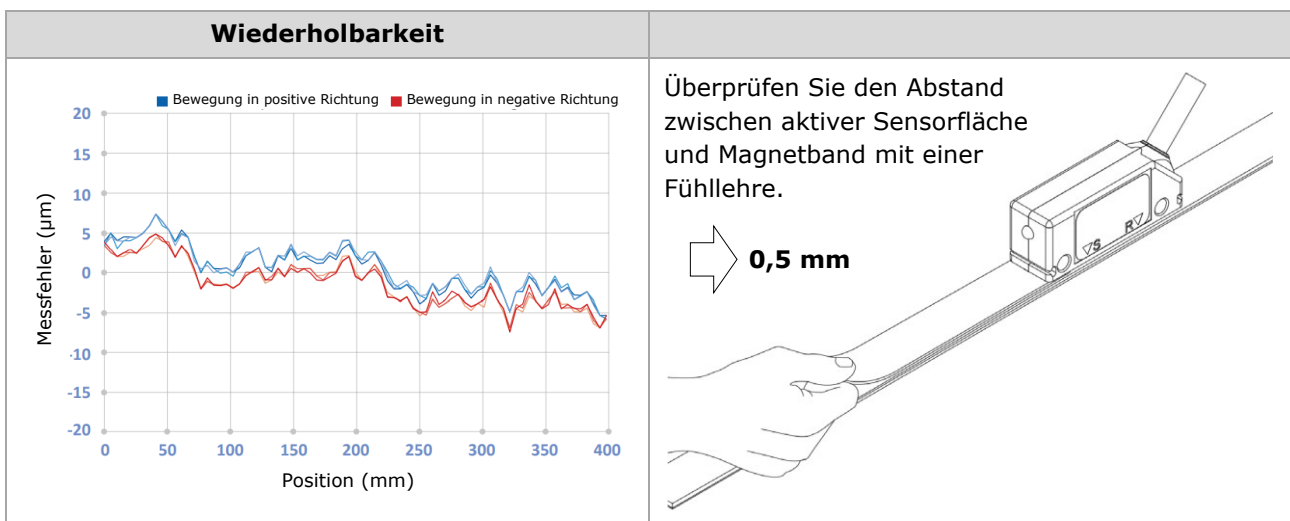 Wiederholbarkeit
Bewegung in positive Richtung Bewegung in negative Richtung
20
15
10
5
0
-5
-10
-15
-20
Messfehler (µm)
0 50 100 150 200 250 300 350 400
Position (mm)
Überprüfen Sie den Abstand
zwischen aktiver Sensorfläche
und Magnetband mit einer
Fühllehre.
0,5 mm
S R